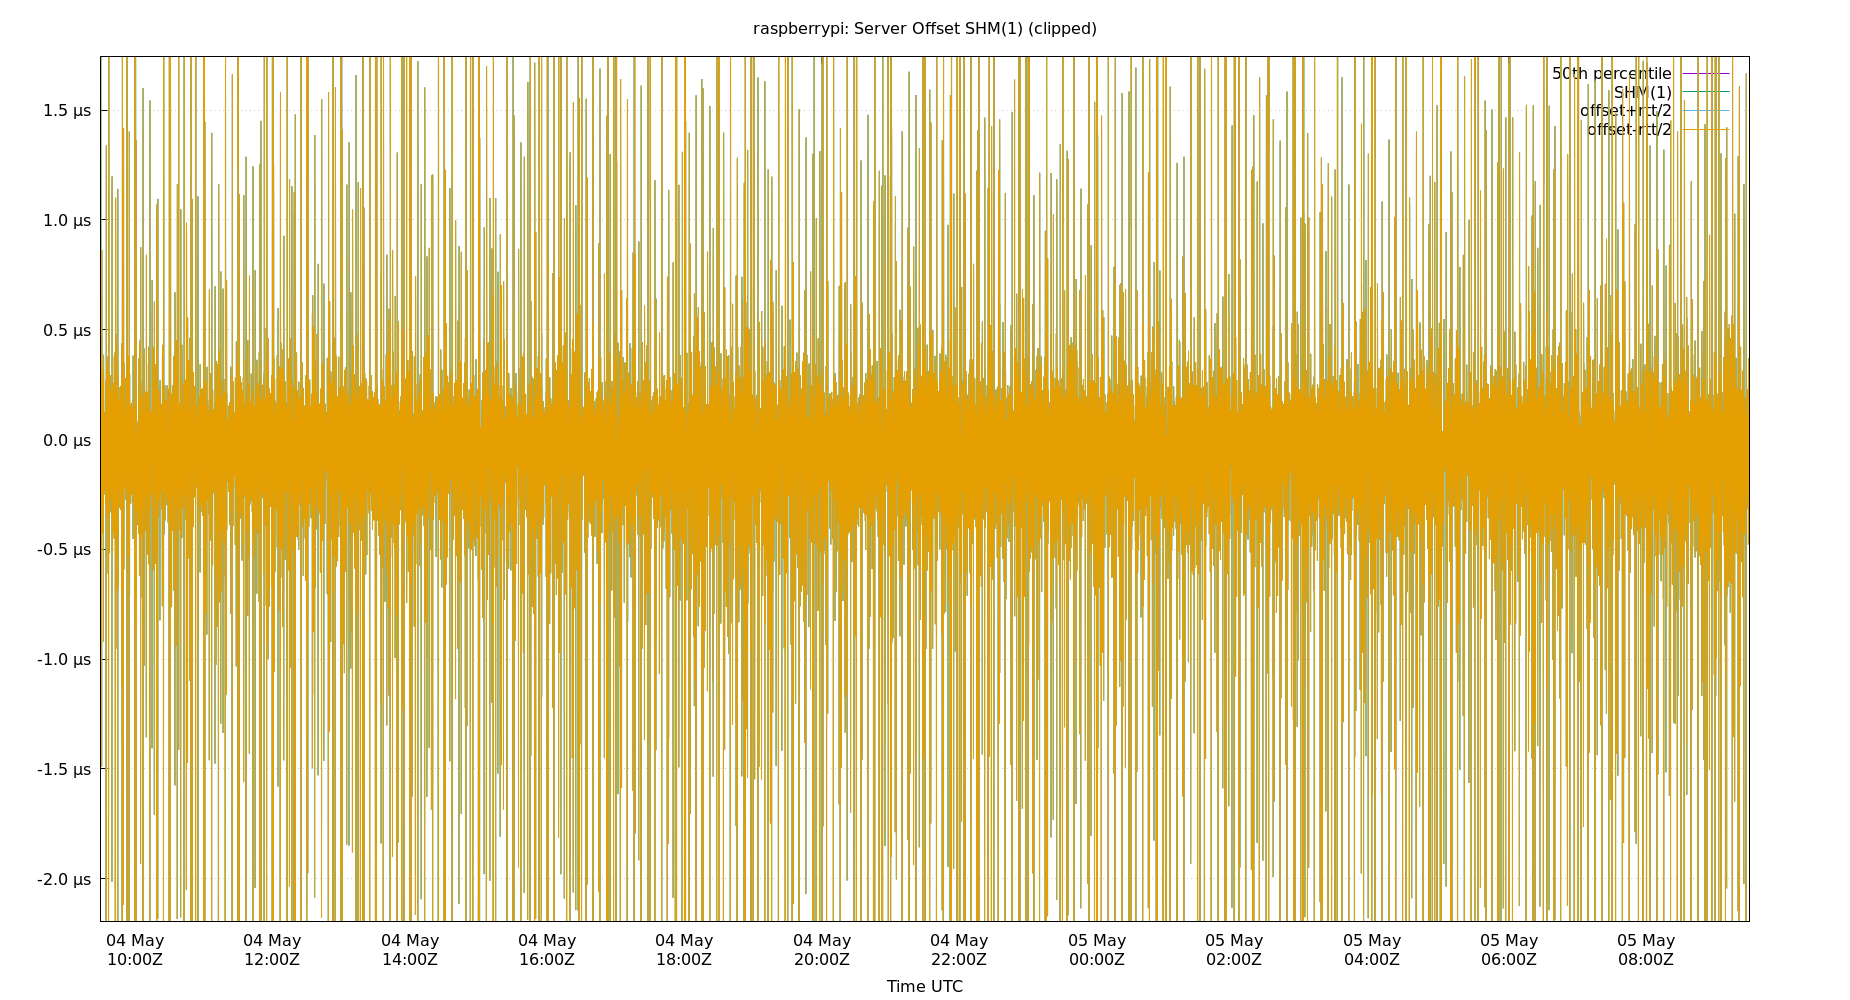 raspberrypi: Server Offset SHM(1) (clipped)
50th percentile
SHM(1)
offset+rtt/2
offset-rtt/2
1.5 µs
1.0 µs
0.5 µs
0.0 µs
-0.5 µs
-1.0 µs
-1.5 µs
-2.0 µs
04 May 04 May 04 May 04 May 04 May 04 May 04 May 05 May 05 May 05 May 05 May 05 May
10:00Z 12:00Z 14:00Z 16:00Z 18:00Z 20:00Z 22:00Z 00:00Z 02:00Z 04:00Z 06:00Z 08:00Z
Time UTC